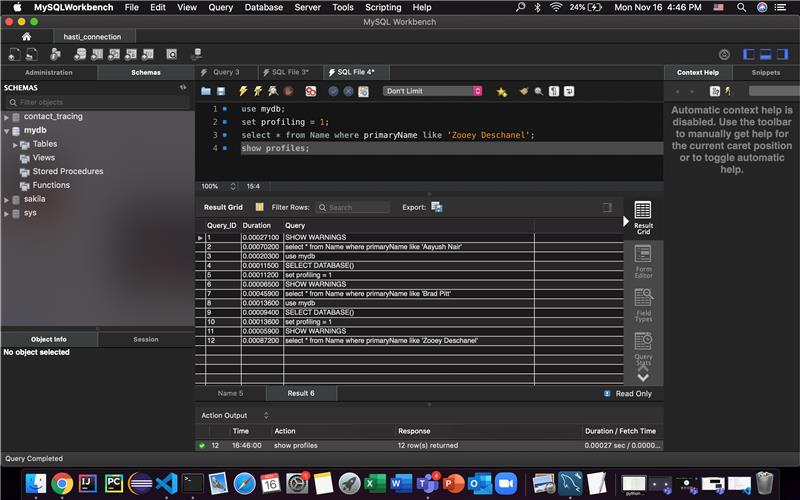 MySQLWorkbench File Edit View Query Database Server Tools Scripting Help 24% Mon Nov 16 4:46 PM
MySQL Workbench
hasti_connection
Administration Schemas Query 3 SQL File 3* SQL File 4* Context Help Snippets
SCHEMAS
Filter objects
Don't Limit
contact_tracing
mydb
Tables
Views
Stored Procedures
Functions
sakila
sys
1 use mydb;
2 set profiling = 1;
3 select * from Name where primaryName like 'Zooey Deschanel';
4 show profiles;
Automatic context help is
disabled. Use the toolbar
to manually get help for
the current caret position
or to toggle automatic
help.
100% 15:4
Result Grid Filter Rows: Search Export:
Query_ID Duration Query
1 0.00027100 SHOW WARNINGS
2 0.00070200 select * from Name where primaryName like 'Aayush Nair'
3 0.00020300 use mydb
4 0.00011500 SELECT DATABASE()
5 0.00011200 set profiling = 1
6 0.00006500 SHOW WARNINGS
7 0.00045900 select * from Name where primaryName like 'Brad Pitt'
8 0.00013600 use mydb
9 0.00009400 SELECT DATABASE()
10 0.00013600 set profiling = 1
11 0.00005900 SHOW WARNINGS
12 0.00087200 select * from Name where primaryName like 'Zooey Deschanel'
Result
Grid
Form
Editor
Field
Types
Query
Stats
Object Info Session
No object selected
Name 5 Result 6 Read Only
Action Output
Time Action Response Duration / Fetch Time
12 16:46:00 show profiles 12 row(s) returned 0.00027 sec / 0.0000...
Query Completed